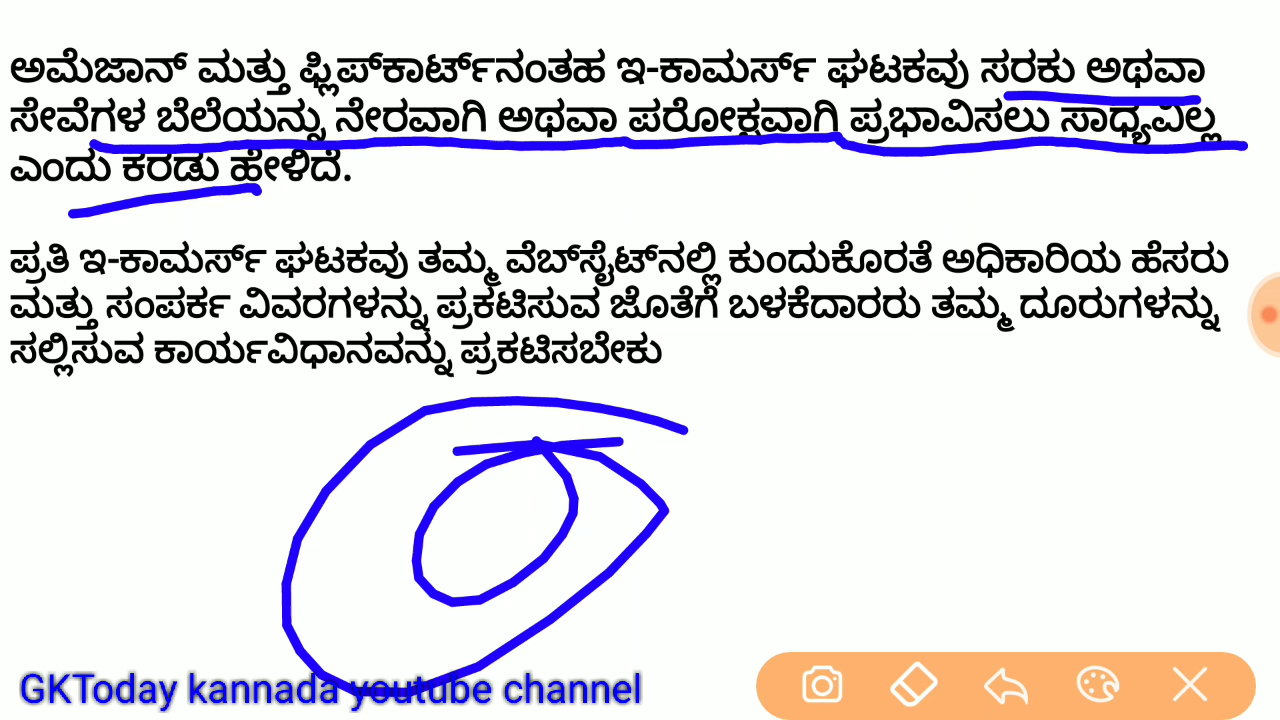 ಅಮೆಜಾನ್ ಮತ್ತು ಫ್ಲಿಪ್‌ಕಾರ್ಟ್‌ನಂತಹ ಇ-ಕಾಮರ್ಸ್ ಘಟಕವು ಸರಕು ಅಥವಾ
ಸೇವೆಗಳ ಬೆಲೆಯನ್ನು ನೇರವಾಗಿ ಅಥವಾ ಪರೋಕ್ಷವಾಗಿ ಪ್ರಭಾವಿಸಲು ಸಾಧ್ಯವಿಲ್ಲ
ಎಂದು ಕರಡು ಹೇಳಿದೆ.
ಪ್ರತಿ ಇ-ಕಾಮರ್ಸ್ ಘಟಕವು ತಮ್ಮ ವೆಬ್‌ಸೈಟ್‌ನಲ್ಲಿ ಕುಂದುಕೊರತೆ ಅಧಿಕಾರಿಯ ಹೆಸರು
ಮತ್ತು ಸಂಪರ್ಕ ವಿವರಗಳನ್ನು ಪ್ರಕಟಿಸುವ ಜೊತೆಗೆ ಬಳಕೆದಾರರು ತಮ್ಮ ದೂರುಗಳನ್ನು
ಸಲ್ಲಿಸುವ ಕಾರ್ಯವಿಧಾನವನ್ನು ಪ್ರಕಟಿಸಬೇಕು
GKToday kannada youtube channel